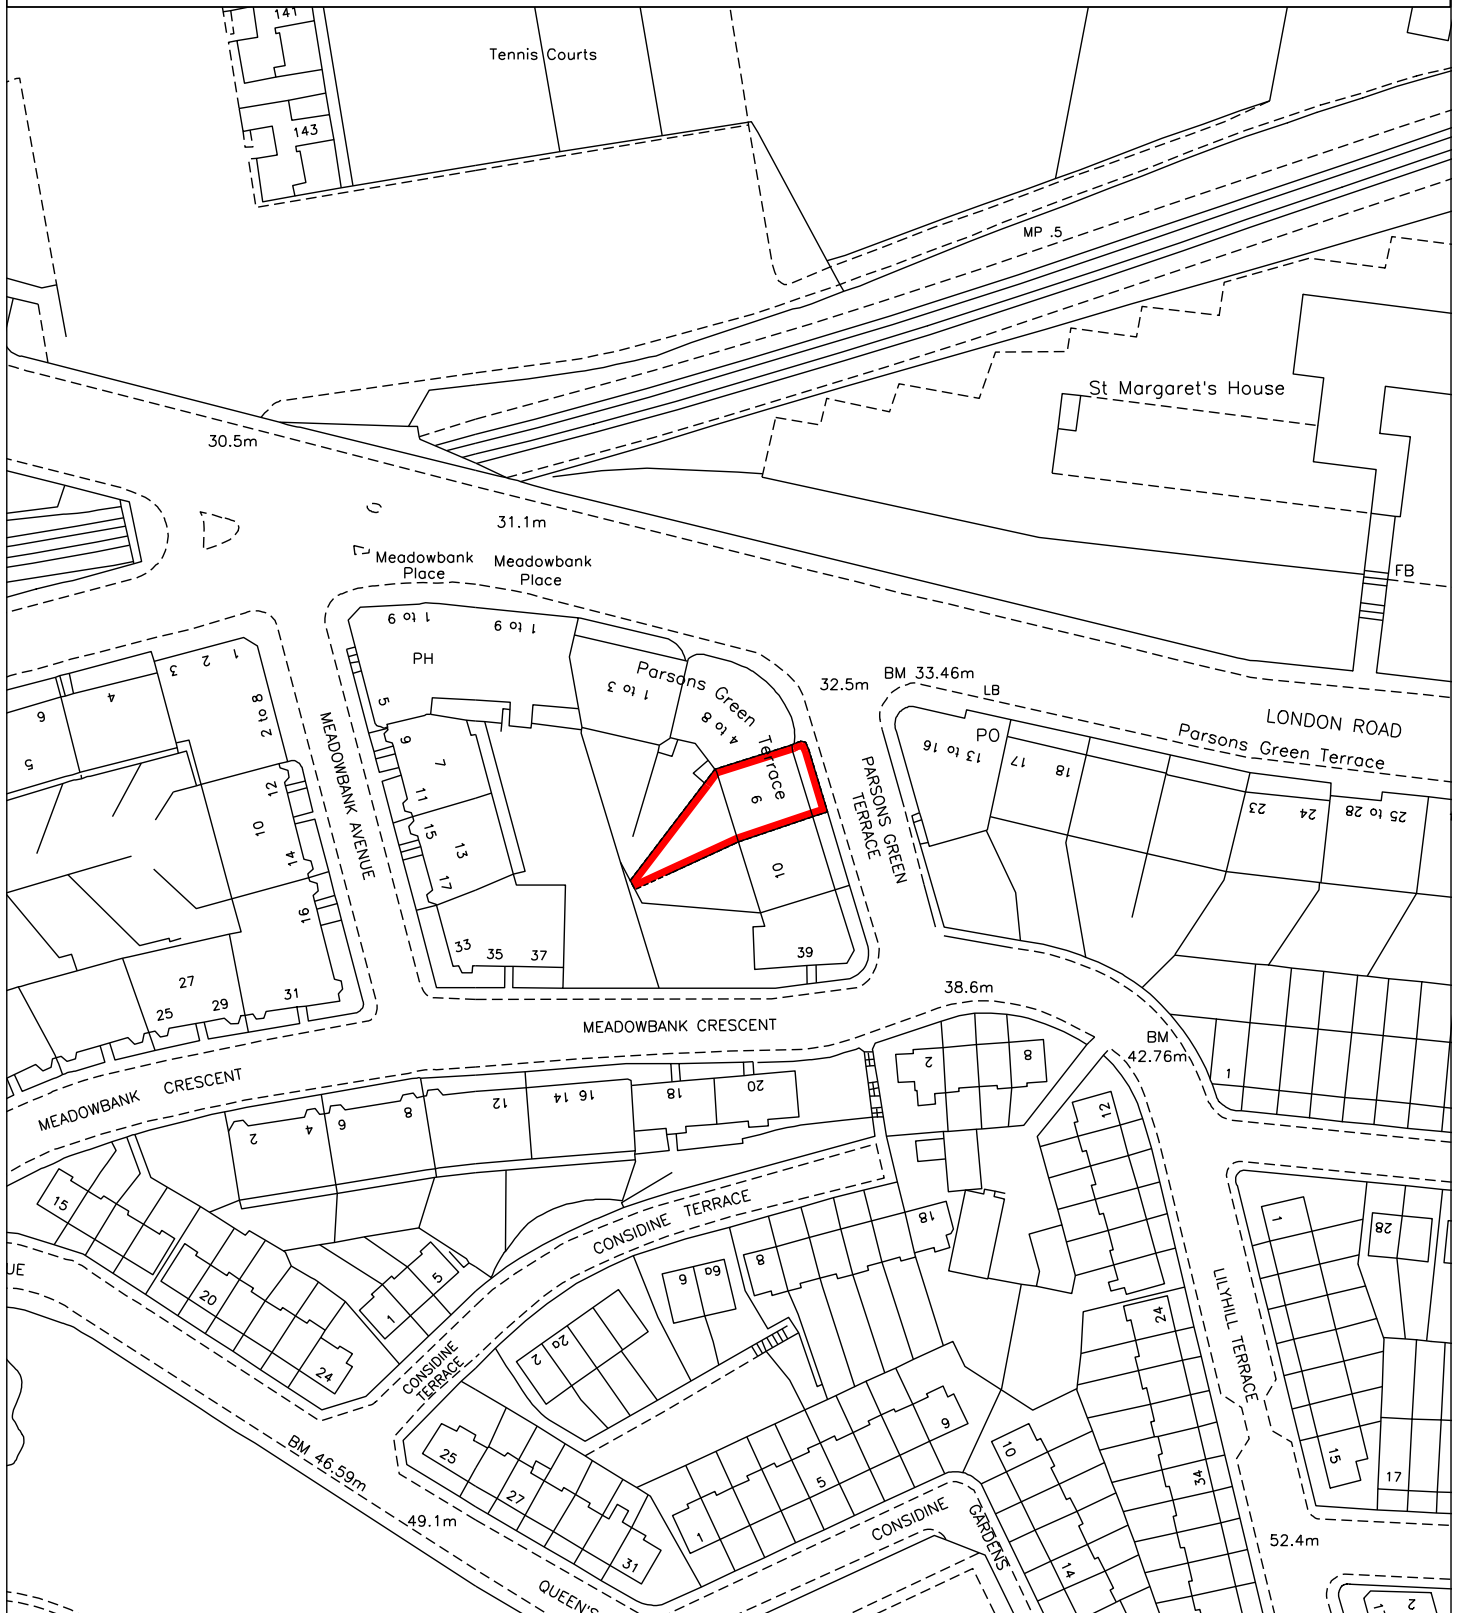 141
Tennis Courts
143
MP .5
St Margaret's House
30.5m
31.1m
Meadowbank
Place
Meadowbank
Place
FB
1 to 9
1 to 9
PH
5
Parsons Green Terrace
1 to 3
4 to 8
32.5m
BM 33.46m
LB
LONDON ROAD
Parsons Green Terrace
PO
13 to 16
17
18
23
24
25 to 28
1
2
3
4
6
5
2 to 8
MEADOWBANK AVENUE
9
7
11
12
10
14
16
15
13
17
9
10
PARSONS GREEN
TERRACE
33
35
37
39
27
25
29
31
38.6m
MEADOWBANK CRESCENT
BM
42.76m
MEADOWBANK CRESCENT
2
4
6
8
12
14 16
18
20
2
8
1
12
15
20
24
1
5
CONSIDINE TERRACE
CONSIDINE
TERRACE
18
8
6
6a
2
2a
24
LILYHILL TERRACE
1
28
15
17
UE
BM 46.59m
49.1m
25
27
31
1
5
9
10
14
34
CONSIDINE
GARDENS
52.4m
QUEEN'S
2